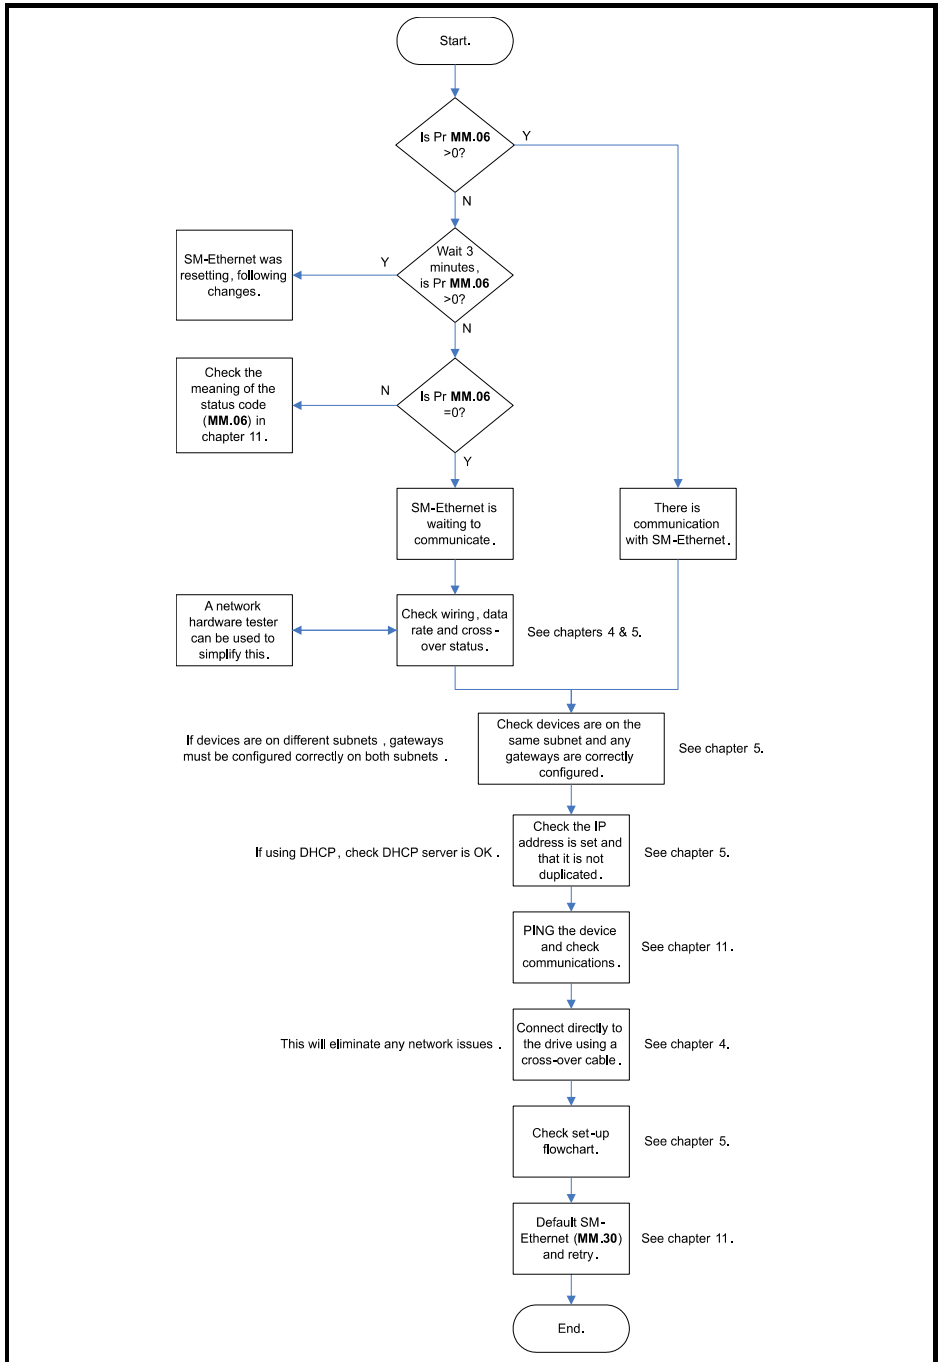 Start.
Is Pr MM.06
>0?
Y
N
Wait 3
minutes,
is Pr MM.06
>0?
Y
SM-Ethernet was
resetting, following
changes.
N
Is Pr MM.06
=0?
N
Check the
meaning of the
status code
(MM.06) in
chapter 11.
Y
SM-Ethernet is
waiting to
communicate.
There is
communication
with SM-Ethernet.
A network
hardware tester
can be used to
simplify this.
Check wiring, data
rate and cross-
over status.
See chapters 4 & 5.
If devices are on different subnets, gateways
must be configured correctly on both subnets.
Check devices are on the
same subnet and any
gateways are correctly
configured.
See chapter 5.
If using DHCP, check DHCP server is OK.
Check the IP
address is set and
that it is not
duplicated.
See chapter 5.
PING the device
and check
communications.
See chapter 11.
This will eliminate any network issues.
Connect directly to
the drive using a
cross-over cable.
See chapter 4.
Check set-up
flowchart.
See chapter 5.
Default SM-
Ethernet (MM.30)
and retry.
See chapter 11.
End.